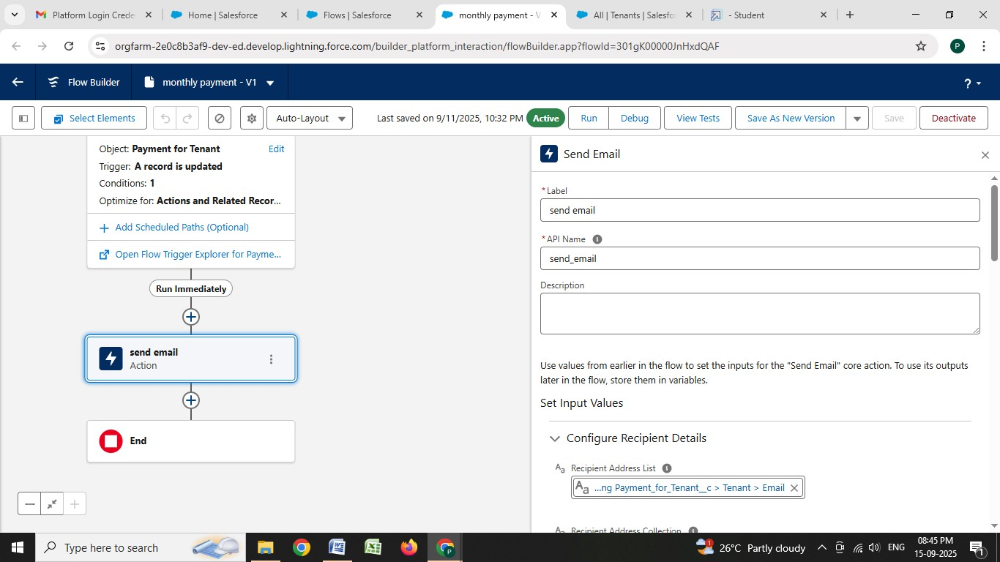 Platform Login Crede
Home | Salesforce
Flows | Salesforce
monthly payment - V
All | Tenants | Salesfo
- Student
orgfarm-2e0c8b3af9-dev-ed.develop.lightning.force.com/builder_platform_interaction/flowBuilder.app?flowId=301gK00000JnHxdQAF
P
Flow Builder
monthly payment - V1
?
Select Elements
Auto-Layout
Last saved on 9/11/2025, 10:32 PM
Active
Run
Debug
View Tests
Save As New Version
Save
Deactivate
Object: Payment for Tenant
Edit
Trigger: A record is updated
Conditions: 1
Optimize for: Actions and Related Recor...
Add Scheduled Paths (Optional)
Open Flow Trigger Explorer for Payme...
Run Immediately
send email
Action
End
Send Email
*Label
send email
*API Name
send_email
Description
Use values from earlier in the flow to set the inputs for the "Send Email" core action. To use its outputs
later in the flow, store them in variables.
Set Input Values
Configure Recipient Details
Aa Recipient Address List
Aa ...ng Payment_for_Tenant__c > Tenant > Email
Aa Recipient Address Collection
Type here to search
26°C Partly cloudy
ENG
08:45 PM
15-09-2025
1